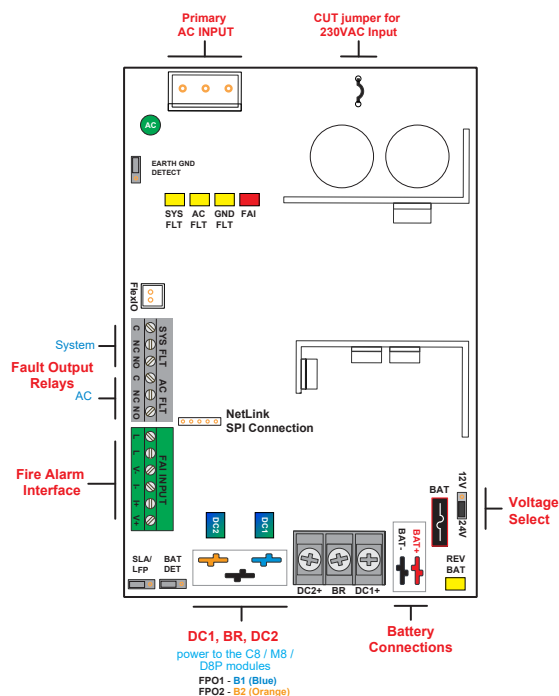 Primary
AC INPUT
CUT jumper for
230VAC Input
AC
EARTH GND
DETECT
SYS
FLT
AC
FLT
GND
FLT
FAI
FlexIO
System
Fault Output
Relays
AC
C
NC
NO
C
NC
NO
SYS FLT
AC FLT
NetLink
SPI Connection
Fire Alarm
Interface
L
L
V-
I-
H+
V+
FAI INPUT
12V
24V
BAT
Voltage
Select
DC2
DC1
BAT-
BAT+
REV
BAT
SLA/
LFP
BAT
DET
DC2+
BR
DC1+
DC1, BR, DC2
power to the C8 / M8 /
D8P modules
FPO1 - B1 (Blue)
FPO2 - B2 (Orange)
Battery
Connections